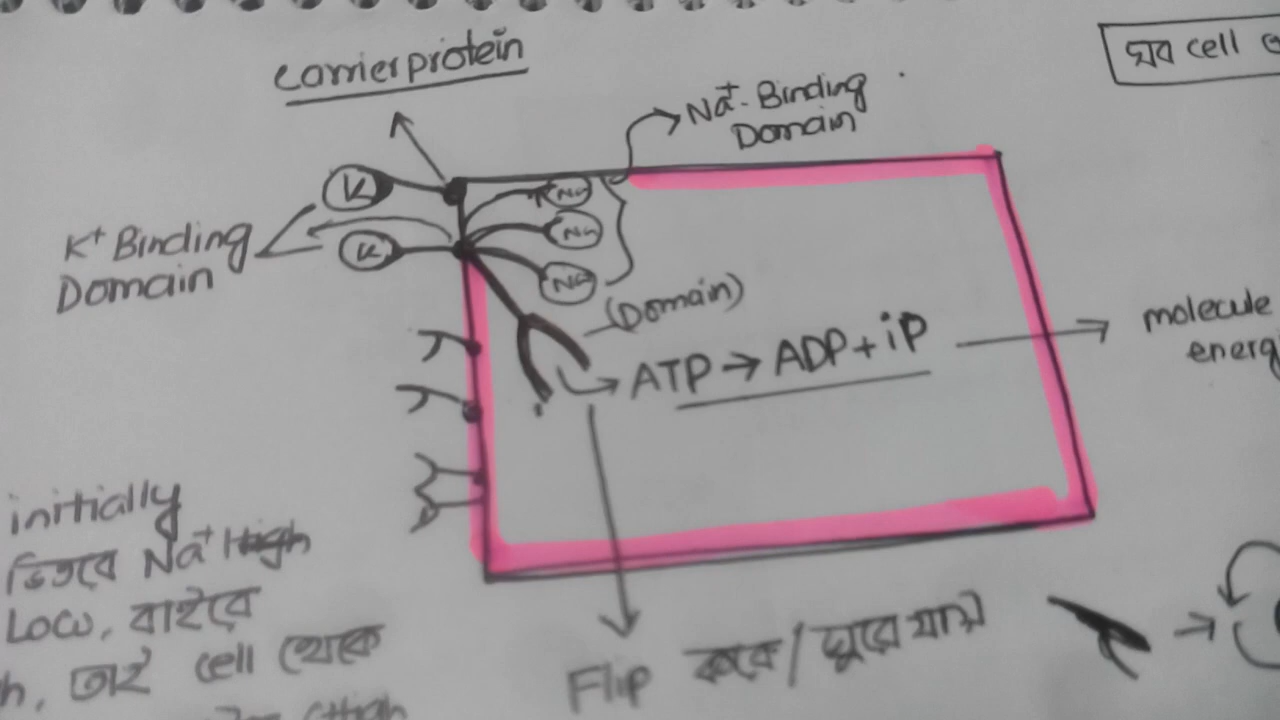 Carrier protein
সব cell
Na⁺- Binding
Domain
K
K
Na
Na
Na
K⁺ Binding
Domain
(Domain)
ATP → ADP + iP
molecule
energ
initially
ভিতরে Na⁺
Low, বাইরে
h, তাই cell থেকে
(High
Flip করে/ঘুরে যায়